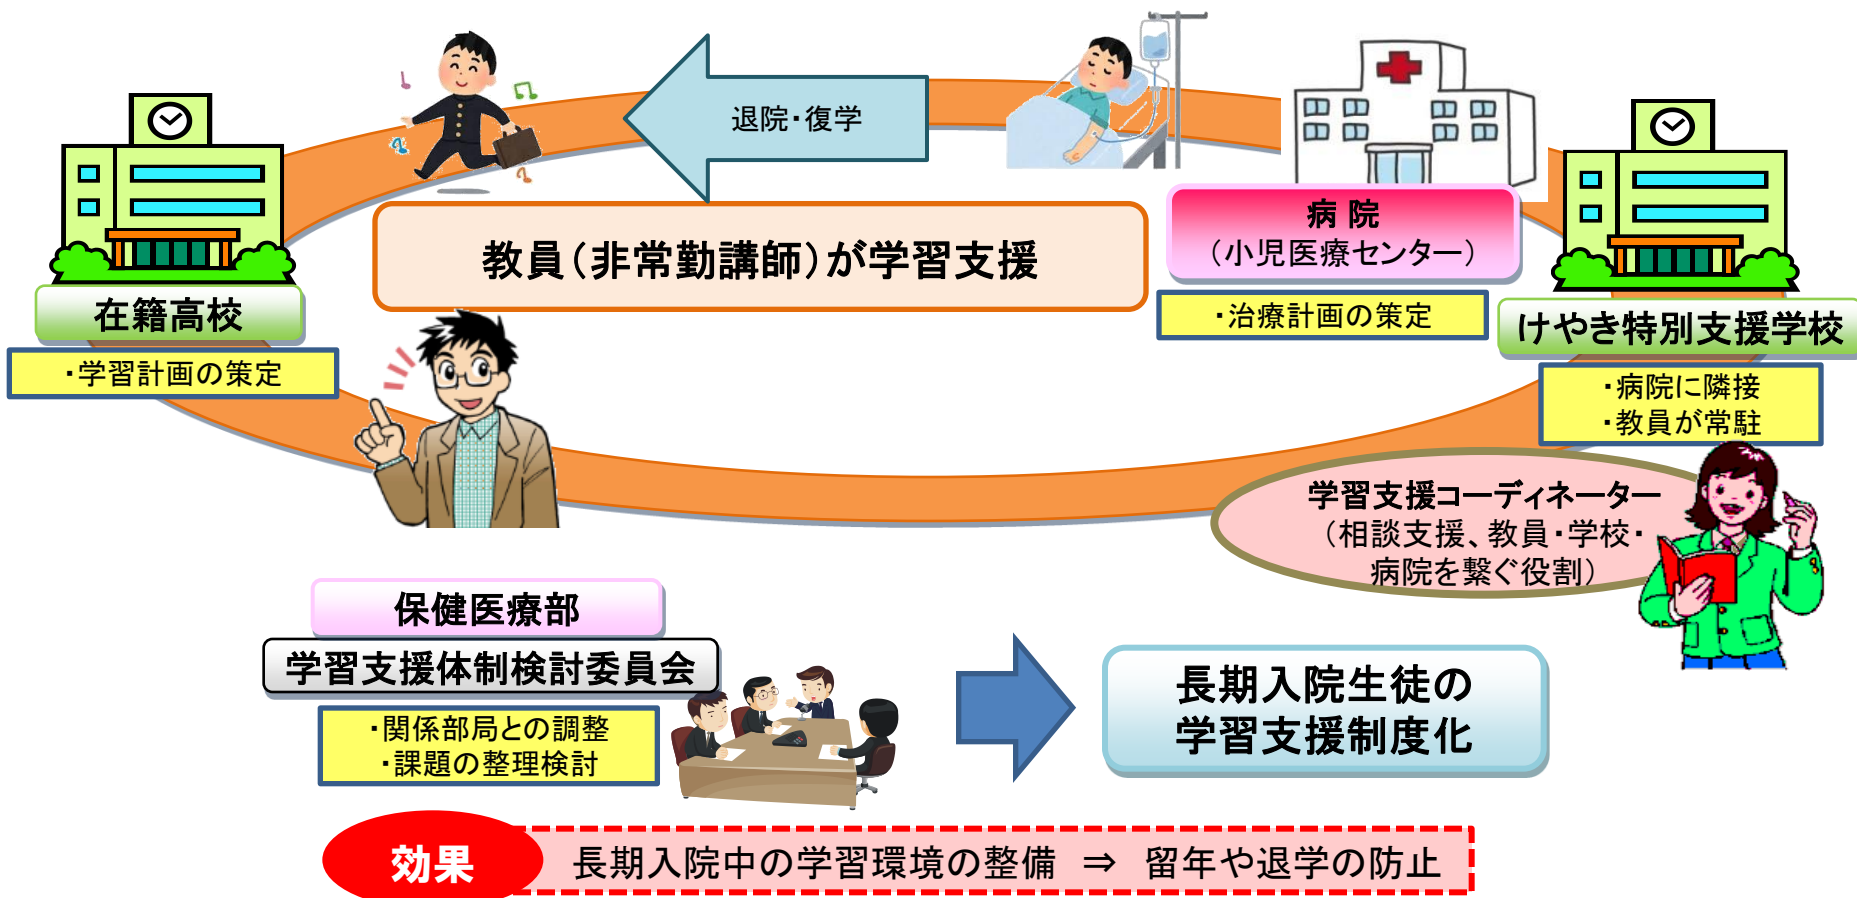 退院・復学
教員（非常勤講師）が学習支援
病 院
（小児医療センター）
・治療計画の策定
在籍高校
・学習計画の策定
けやき特別支援学校
・病院に隣接
・教員が常駐
学習支援コーディネーター
（相談支援、教員・学校・
病院を繋ぐ役割）
保健医療部
学習支援体制検討委員会
・関係部局との調整
・課題の整理検討
長期入院生徒の
学習支援制度化
効果
長期入院中の学習環境の整備 ⇒ 留年や退学の防止